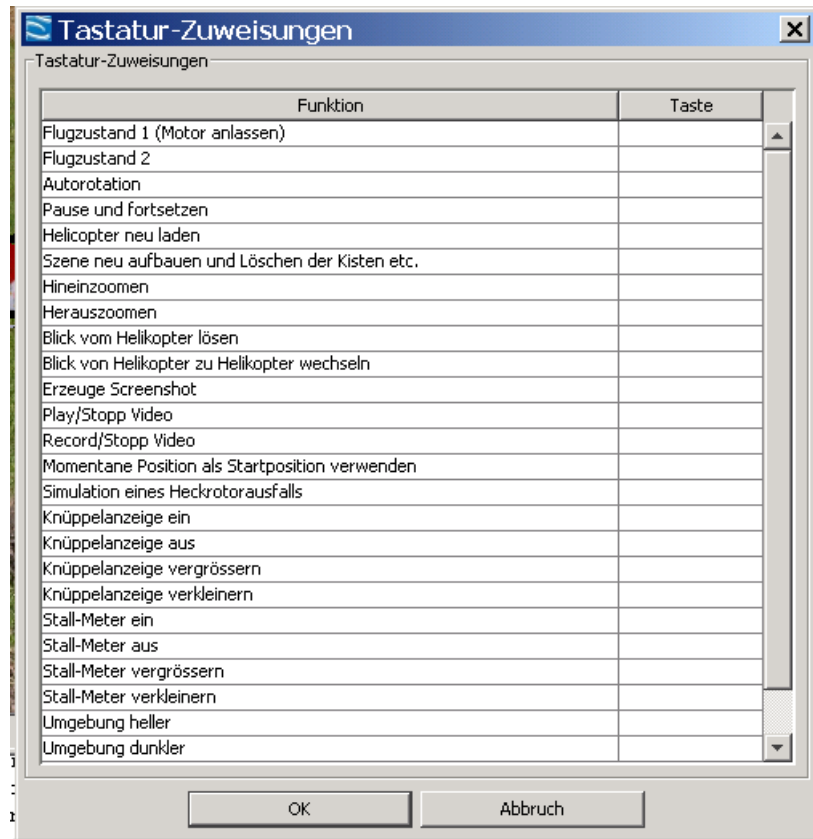 Tastatur-Zuweisungen
Tastatur-Zuweisungen
Funktion Taste
Flugzustand 1 (Motor anlassen)
Flugzustand 2
Autorotation
Pause und fortsetzen
Helicopter neu laden
Szene neu aufbauen und Löschen der Kisten etc.
Hineinzoomen
Herauszoomen
Blick vom Helikopter lösen
Blick von Helikopter zu Helikopter wechseln
Erzeuge Screenshot
Play/Stopp Video
Record/Stopp Video
Momentane Position als Startposition verwenden
Simulation eines Heckrotorausfalls
Knüppelanzeige ein
Knüppelanzeige aus
Knüppelanzeige vergrössern
Knüppelanzeige verkleinern
Stall-Meter ein
Stall-Meter aus
Stall-Meter vergrössern
Stall-Meter verkleinern
Umgebung heller
Umgebung dunkler
OK Abbruch